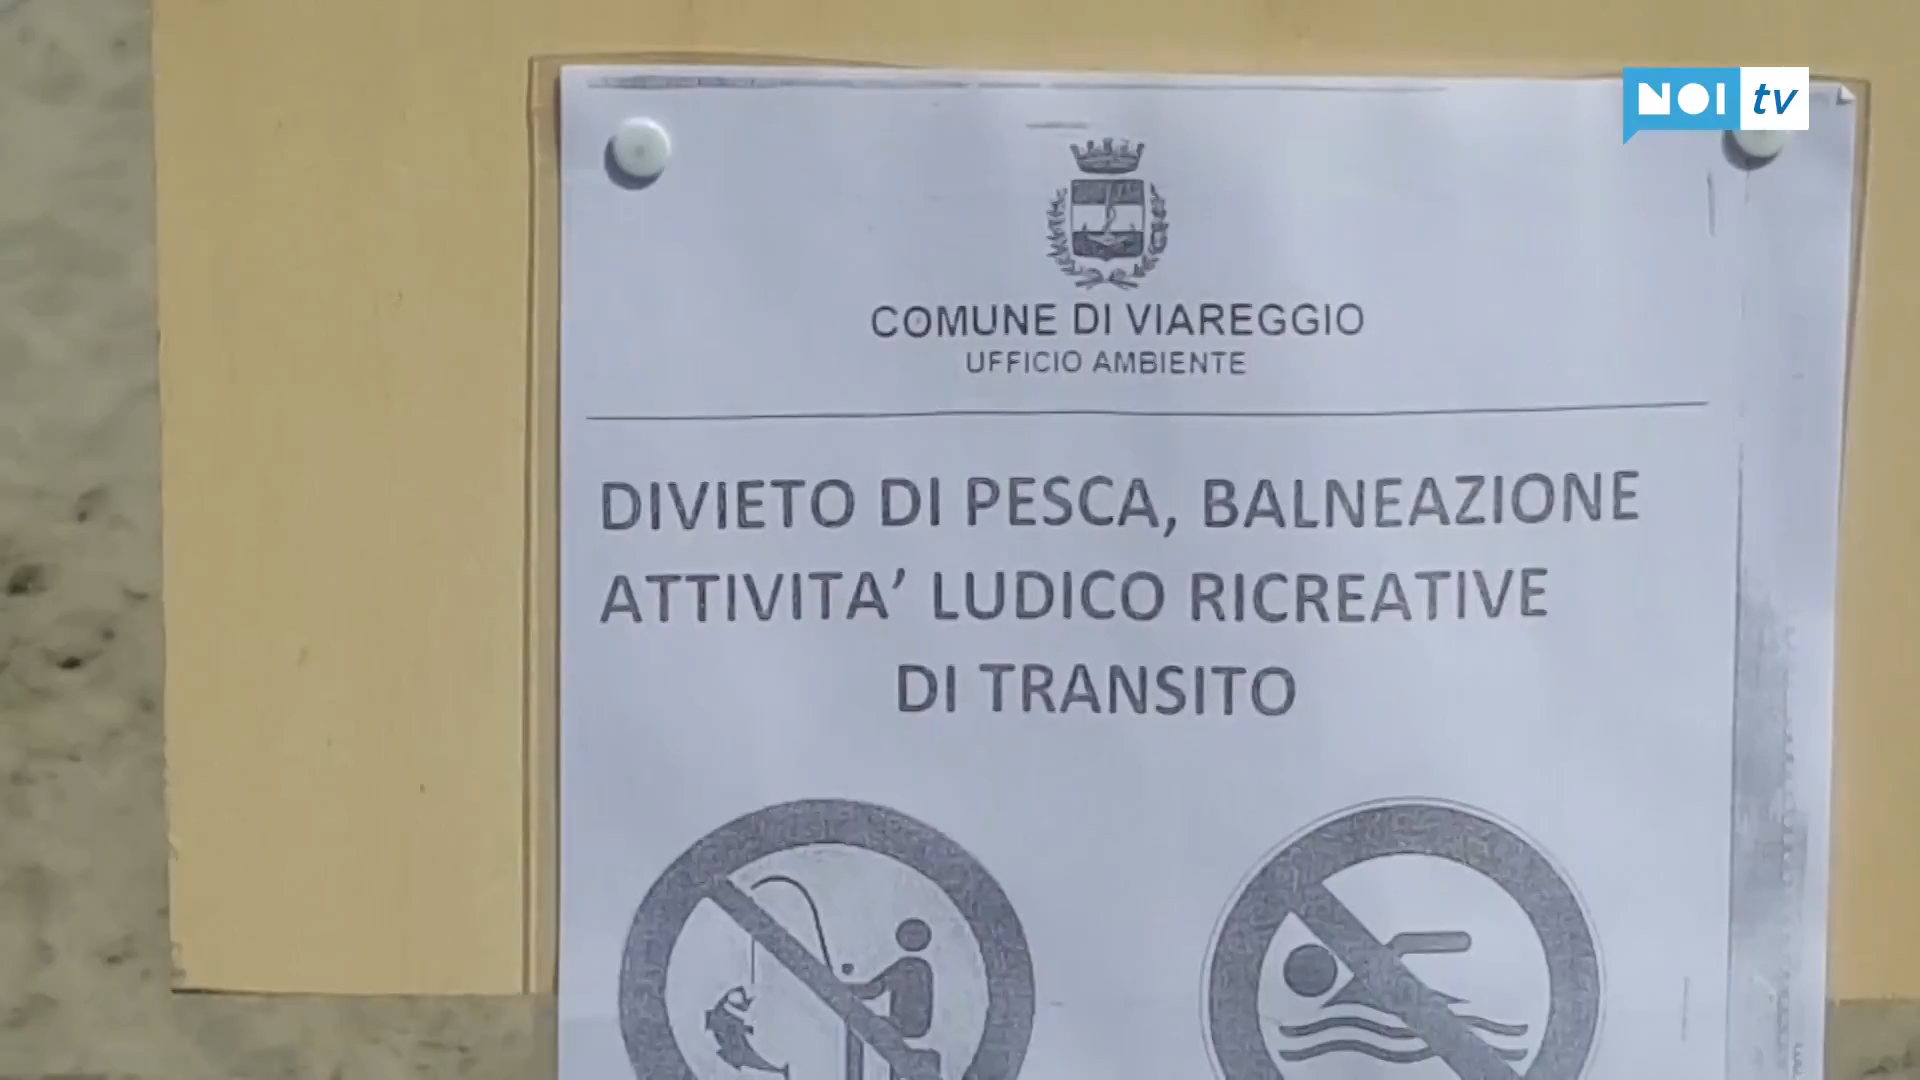 NOI tv
COMUNE DI VIAREGGIO
UFFICIO AMBIENTE
DIVIETO DI PESCA, BALNEAZIONE
ATTIVITA’ LUDICO RICREATIVE
DI TRANSITO